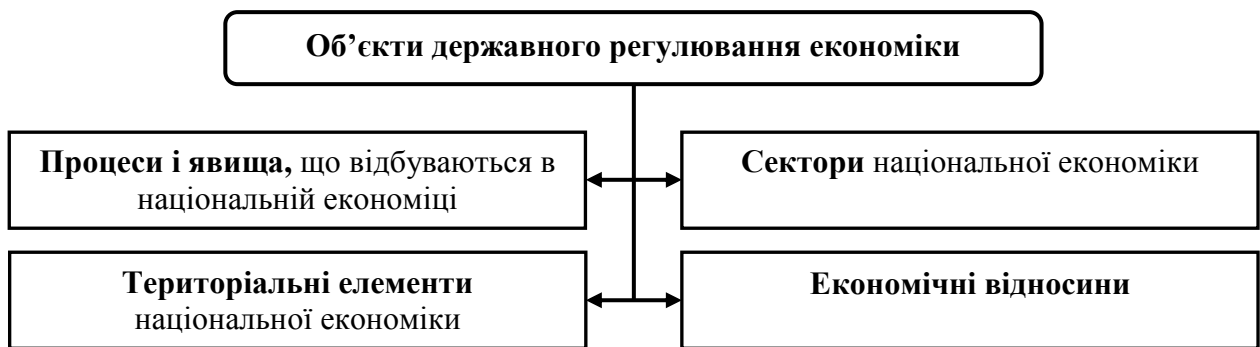 Об’єкти державного регулювання економіки
Процеси і явища, що відбуваються в
національній економіці
Сектори національної економіки
Територіальні елементи
національної економіки
Економічні відносини